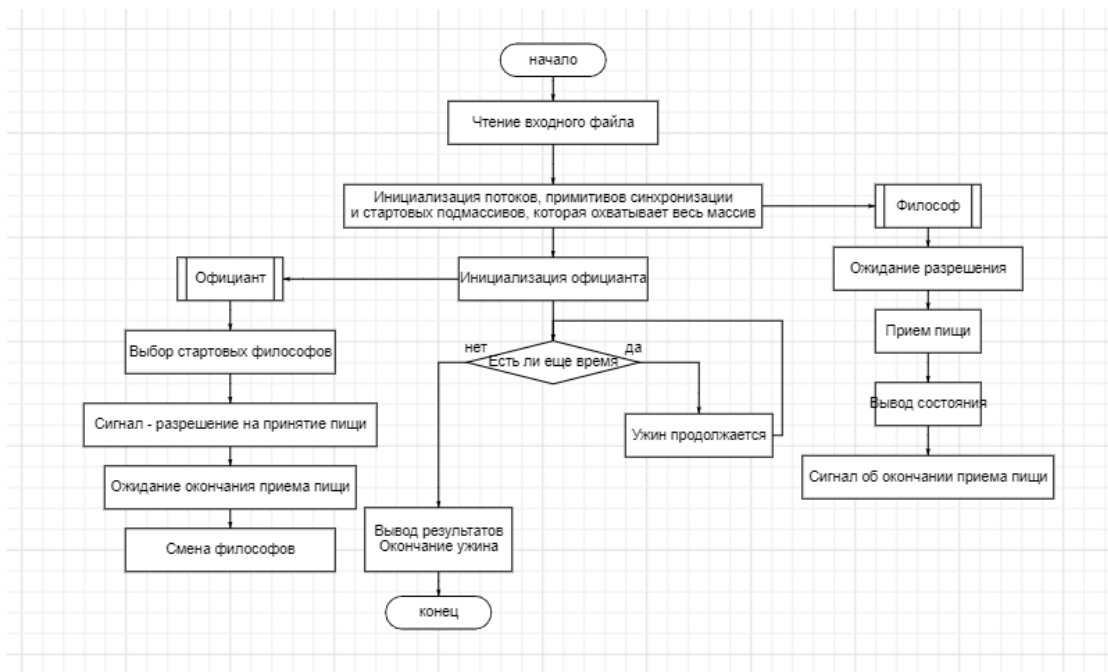 начало
Чтение входного файла
Инициализация потоков, примитивов синхронизации
и стартовых подмассивов, которая охватывает весь массив
Философ
Официант
Инициализация официанта
Ожидание разрешения
Выбор стартовых философов
нет
да
Есть ли еще время
Прием пищи
Сигнал - разрешение на принятие пищи
Ужин продолжается
Вывод состояния
Ожидание окончания приема пищи
Сигнал об окончании приема пищи
Смена философов
Вывод результатов
Окончание ужина
конец